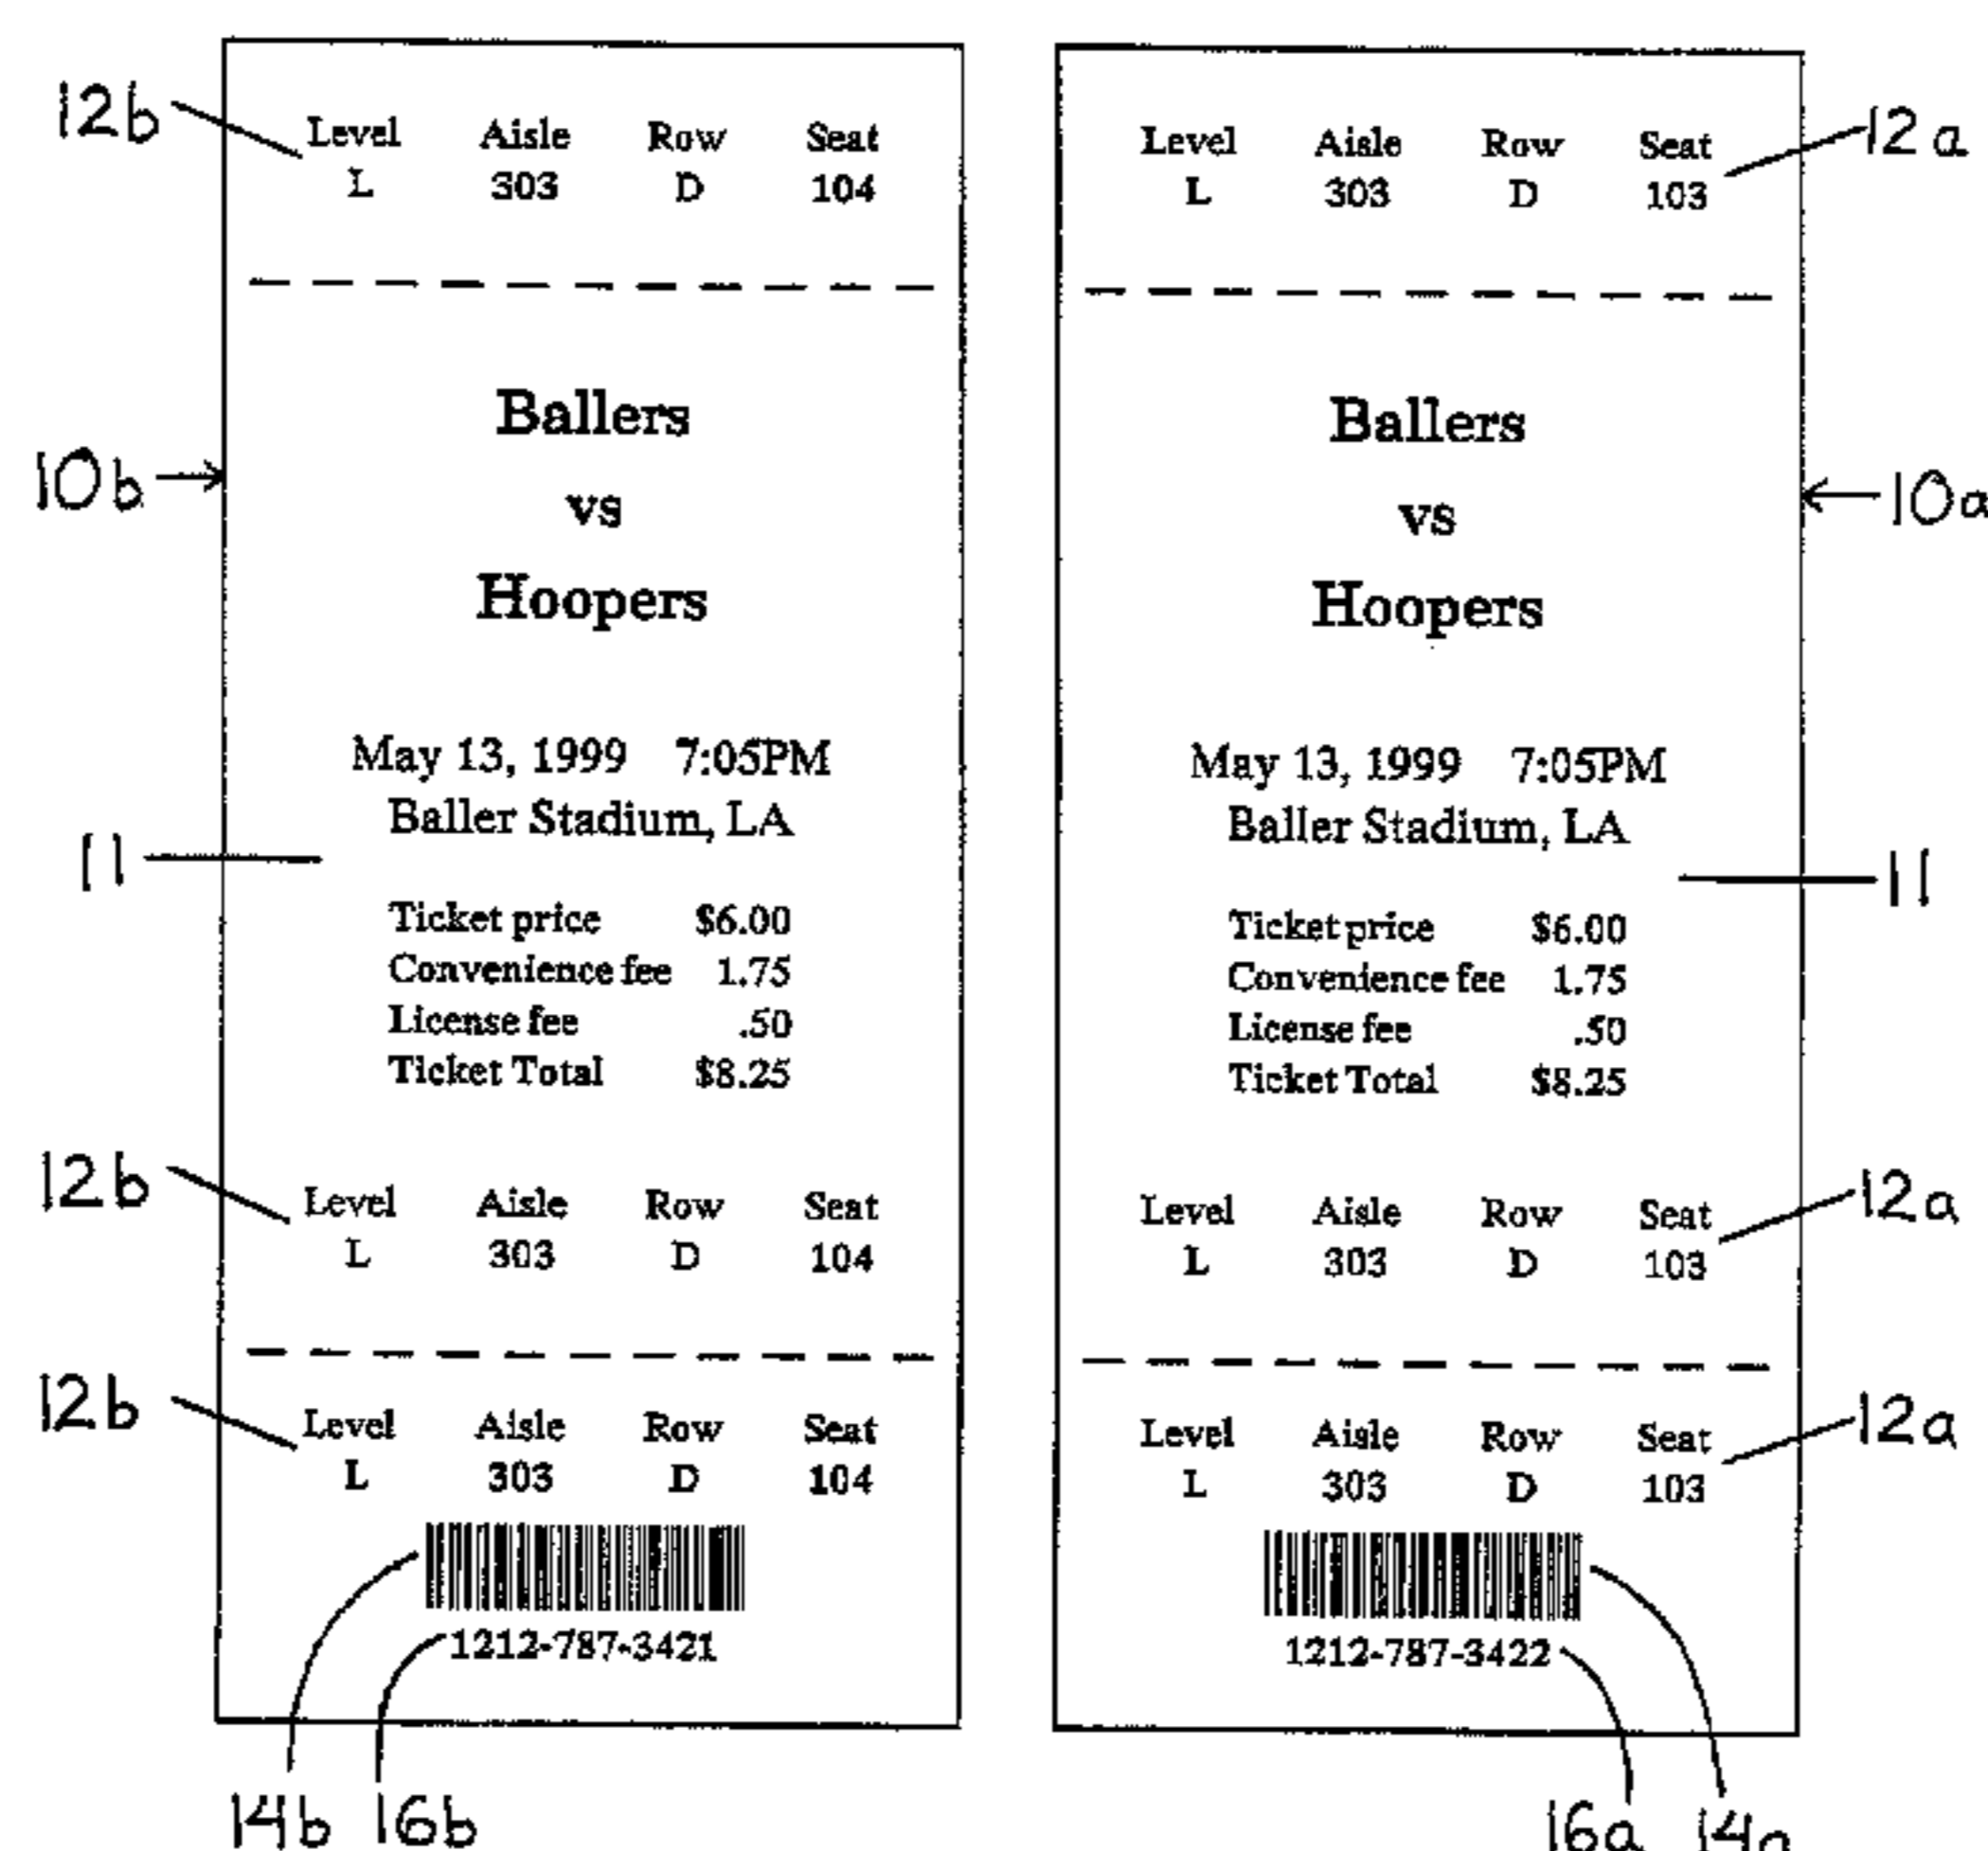 12b
Level Aisle Row Seat
L 303 D 104
10b
Ballers
vs
Hoopers
May 13, 1999 7:05PM
Baller Stadium, LA
11
Ticket price $6.00
Convenience fee 1.75
License fee .50
Ticket Total $8.25
12b
Level Aisle Row Seat
L 303 D 104
12b
Level Aisle Row Seat
L 303 D 104
1212-787-3421
14b 16b
Level Aisle Row Seat
L 303 D 103
12a
Ballers
vs
Hoopers
10a
May 13, 1999 7:05PM
Baller Stadium, LA
11
Ticket price $6.00
Convenience fee 1.75
License fee .50
Ticket Total $8.25
Level Aisle Row Seat
L 303 D 103
12a
Level Aisle Row Seat
L 303 D 103
12a
1212-787-3422
16a 14a